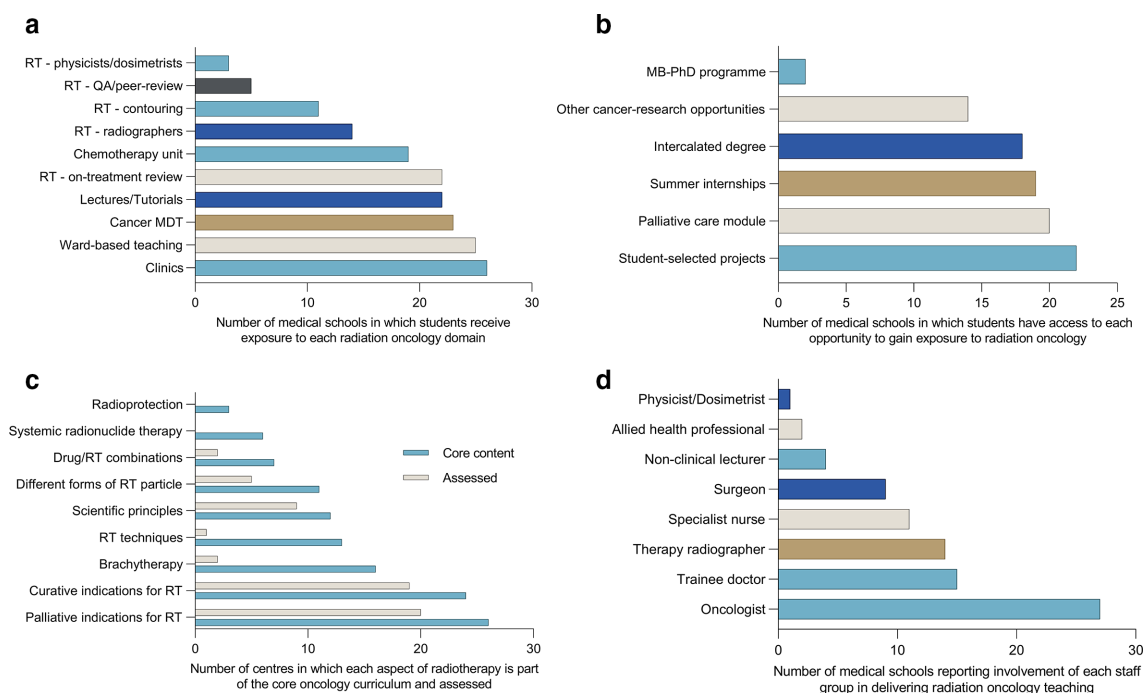 a
RT - physicists/dosimetrists
RT - QA/peer-review
RT - contouring
RT - radiographers
Chemotherapy unit
RT - on-treatment review
Lectures/Tutorials
Cancer MDT
Ward-based teaching
Clinics
0 10 20 30
Number of medical schools in which students receive
exposure to each radiation oncology domain
b
MB-PhD programme
Other cancer-research opportunities
Intercalated degree
Summer internships
Palliative care module
Student-selected projects
0 5 10 15 20 25
Number of medical schools in which students have access to each
opportunity to gain exposure to radiation oncology
c
Radioprotection
Systemic radionuclide therapy
Drug/RT combinations
Different forms of RT particle
Scientific principles
RT techniques
Brachytherapy
Curative indications for RT
Palliative indications for RT
Core content
Assessed
0 10 20 30
Number of centres in which each aspect of radiotherapy is part
of the core oncology curriculum and assessed
d
Physicist/Dosimetrist
Allied health professional
Non-clinical lecturer
Surgeon
Specialist nurse
Therapy radiographer
Trainee doctor
Oncologist
0 10 20 30
Number of medical schools reporting involvement of each staff
group in delivering radiation oncology teaching